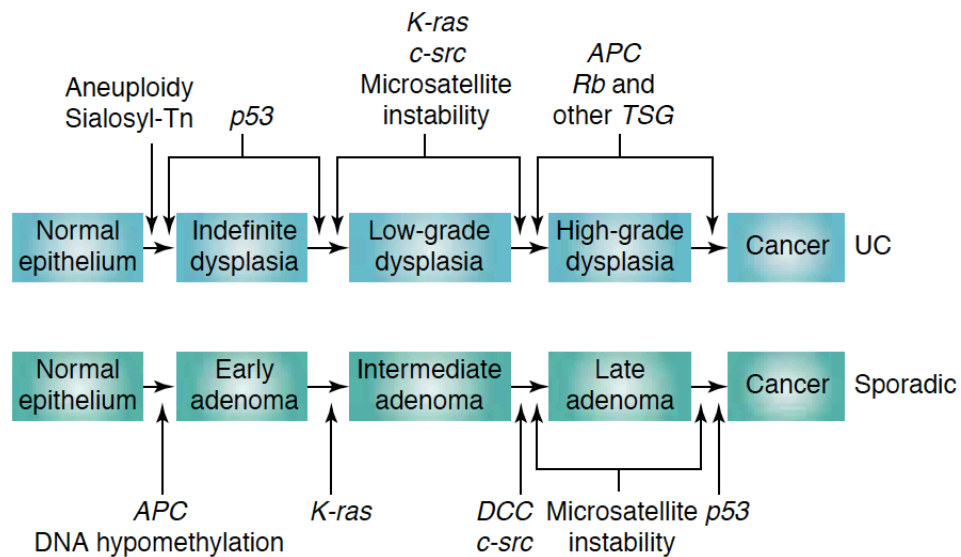 K-ras
c-src
Microsatellite
instability
APC
Rb and
other TSG
Aneuploidy
Sialosyl-Tn
p53
Normal
epithelium
Indefinite
dysplasia
Low-grade
dysplasia
High-grade
dysplasia
Cancer
UC
Normal
epithelium
Early
adenoma
Intermediate
adenoma
Late
adenoma
Cancer
Sporadic
APC
DNA hypomethylation
K-ras
DCC
c-src
Microsatellite
instability
p53